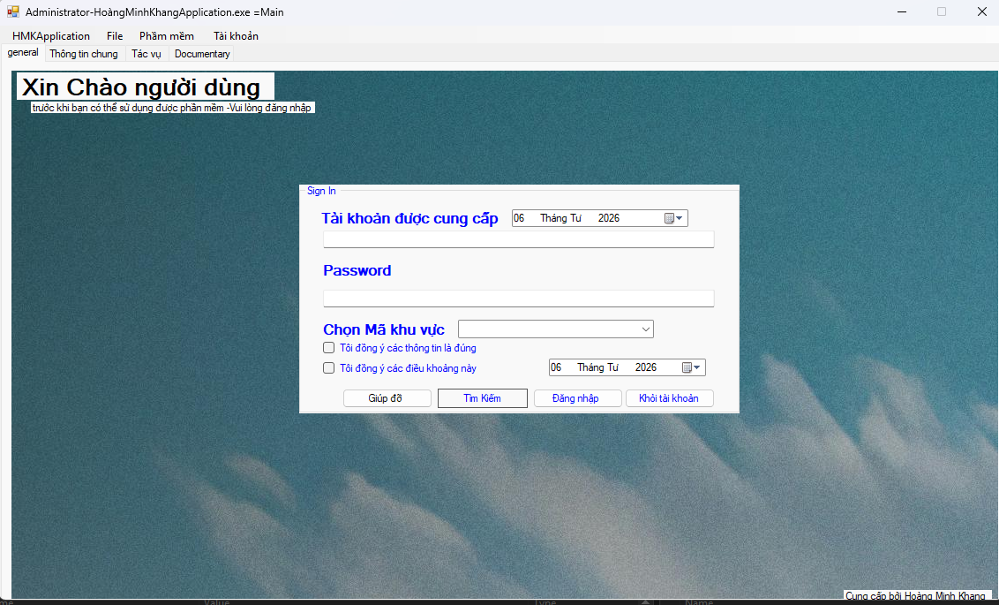 Administrator-HoàngMinhKhangApplication.exe =Main
HMKApplication File Phầm mềm Tài khoản
general Thông tin chung Tác vụ Documentary
Xin Chào người dùng
trước khi bạn có thể sử dụng được phần mềm -Vui lòng đăng nhập
Sign In
Tài khoản được cung cấp 06 Tháng Tư 2026
Password
Chọn Mã khu vực
Tôi đồng ý các thông tin là đúng
Tôi đồng ý các điều khoảng này 06 Tháng Tư 2026
Giúp đỡ Tìm Kiếm Đăng nhập Khỏi tài khoản
Cung cấp bởi Hoàng Minh Khang
Value Type Name